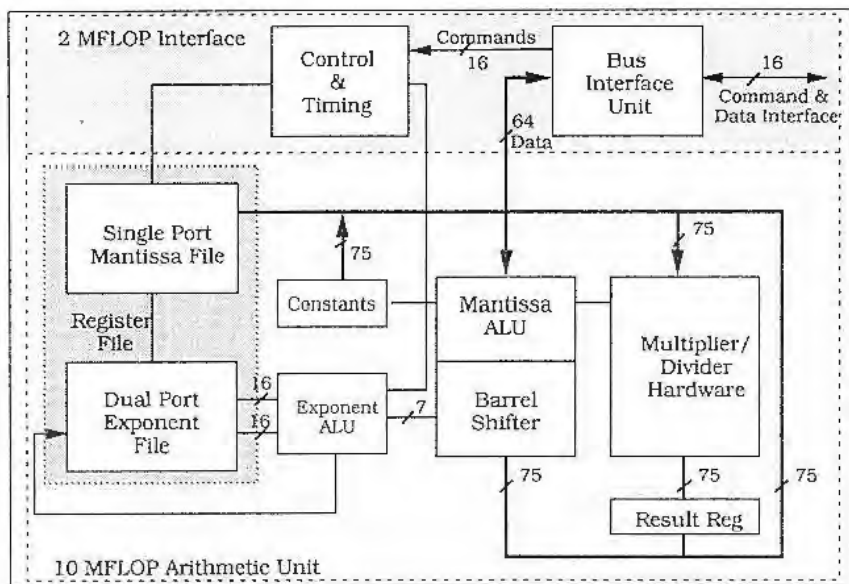 2 MFLOP Interface
Control
&
Timing
Commands
16
Bus
Interface
Unit
16
Command &
Data Interface
64
Data
Single Port
Mantissa File
75
75
Constants
Mantissa
ALU
Multiplier/
Divider
Hardware
Register
File
Dual Port
Exponent
File
16
16
Exponent
ALU
7
Barrel
Shifter
75
75
75
Result Reg
10 MFLOP Arithmetic Unit